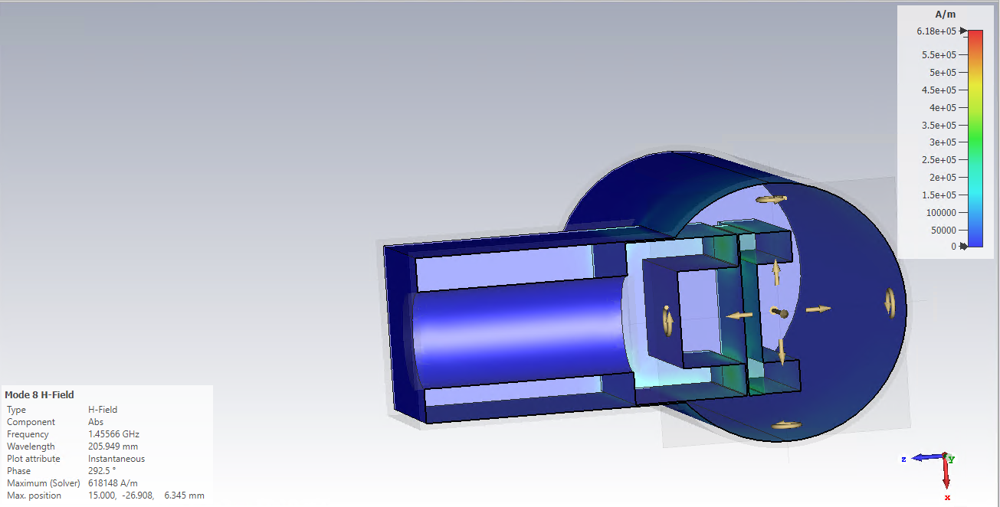 A/m
6.18e+05
5.5e+05
5e+05
4.5e+05
4e+05
3.5e+05
3e+05
2.5e+05
2e+05
1.5e+05
100000
50000
0
Mode 8 H-Field
Type H-Field
Component Abs
Frequency 1.45566 GHz
Wavelength 205.949 mm
Plot attribute Instantaneous
Phase 292.5 °
Maximum (Solver) 618148 A/m
Max. position 15.000, -26.908, 6.345 mm
z
y
x